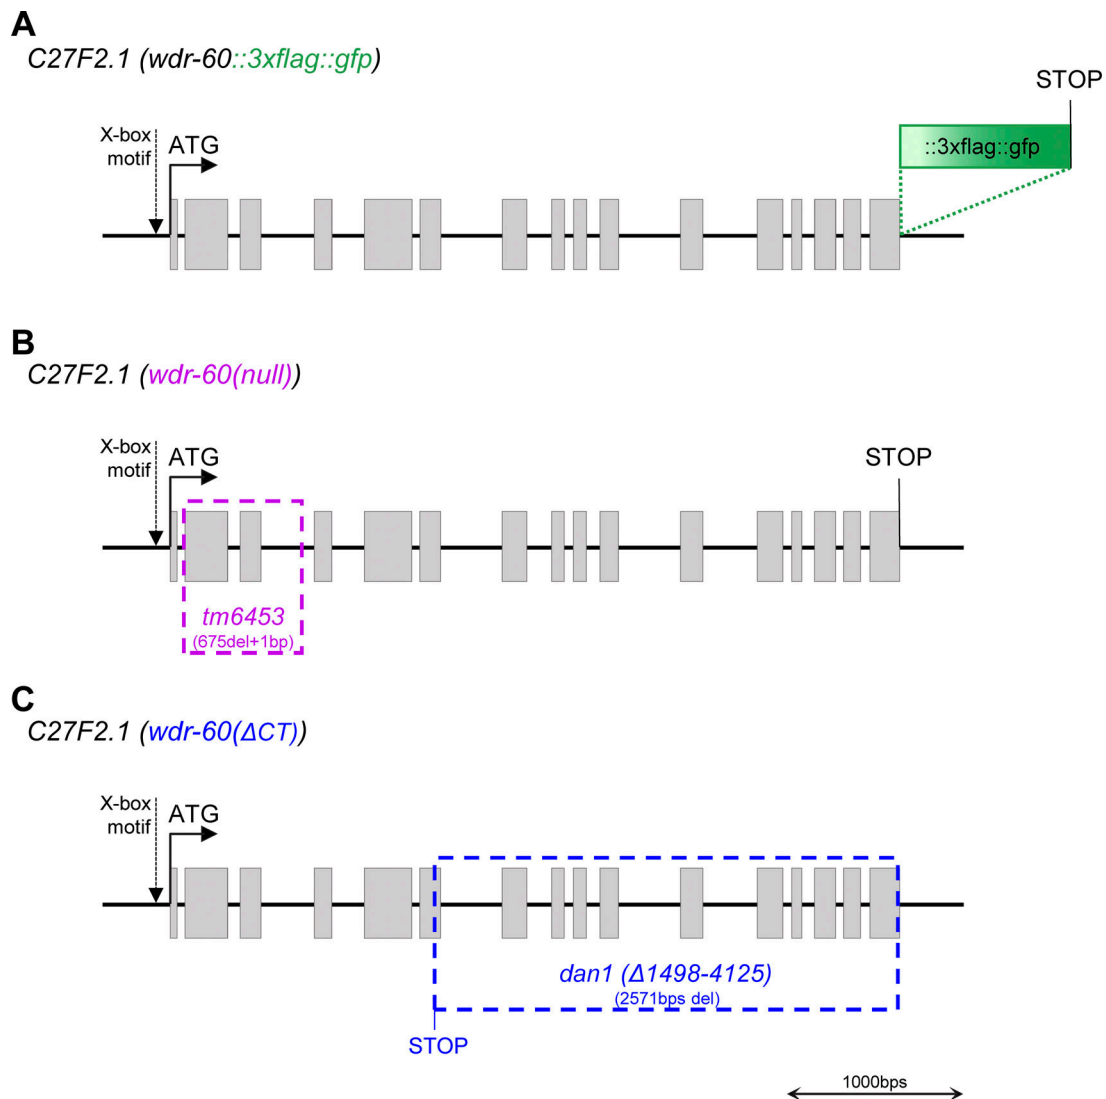 A
C27F2.1 (wdr-60::3xflag::gfp)
STOP
X-box
motif
ATG
::3xflag::gfp
B
C27F2.1 (wdr-60(null))
X-box
motif
ATG
STOP
tm6453
(675del+1bp)
C
C27F2.1 (wdr-60(ΔCT))
X-box
motif
ATG
dan1 (Δ1498-4125)
(2571bps del)
STOP
1000bps